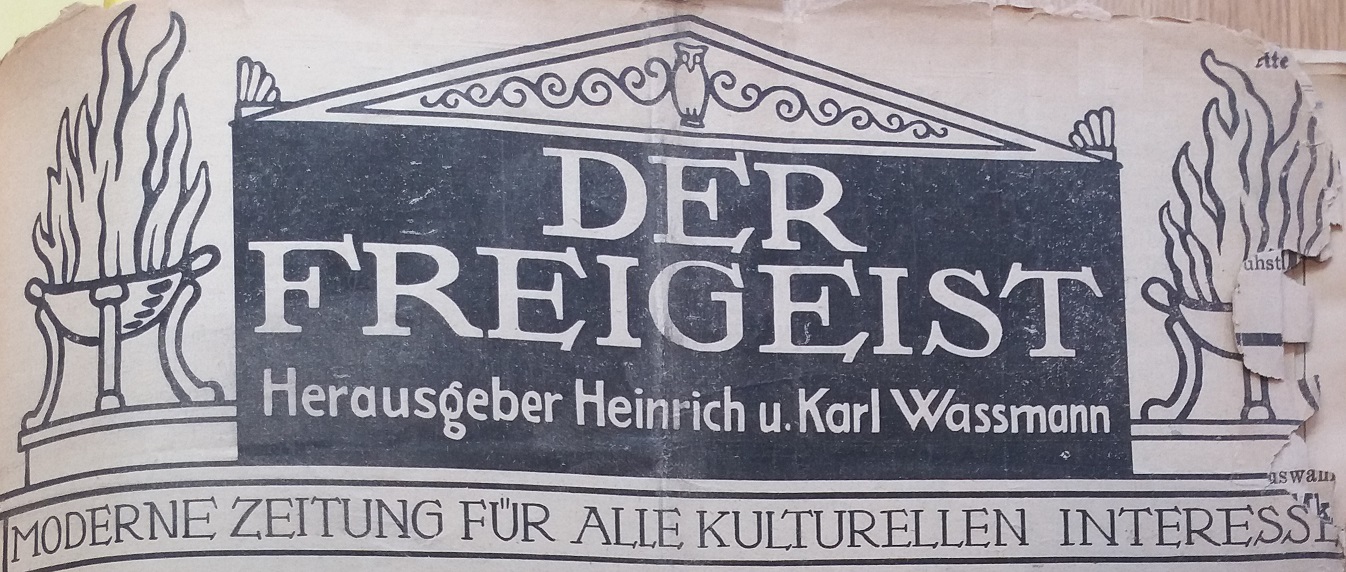 DER
FREIGEIST
Herausgeber Heinrich u. Karl Wassmann
MODERNE ZEITUNG FÜR ALLE KULTURELLEN INTERESSE